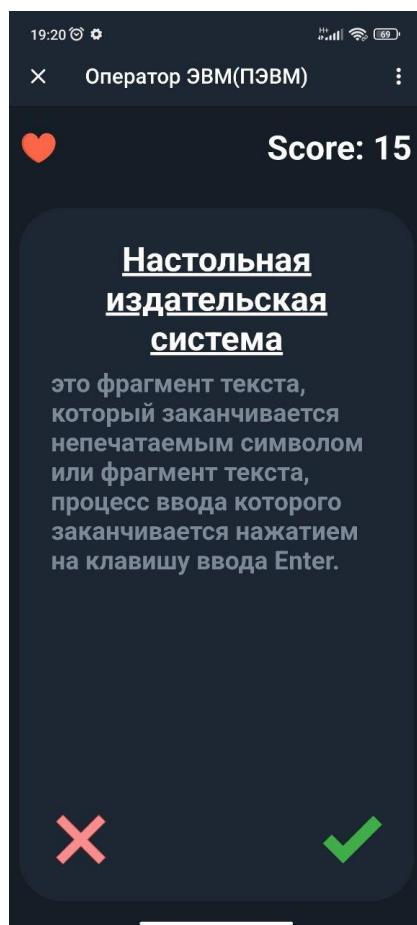 19:20
69
Оператор ЭВМ(ПЭВМ)
Score: 15
Настольная
издательская
система
это фрагмент текста,
который заканчивается
непечатаемым символом
или фрагмент текста,
процесс ввода которого
заканчивается нажатием
на клавишу ввода Enter.